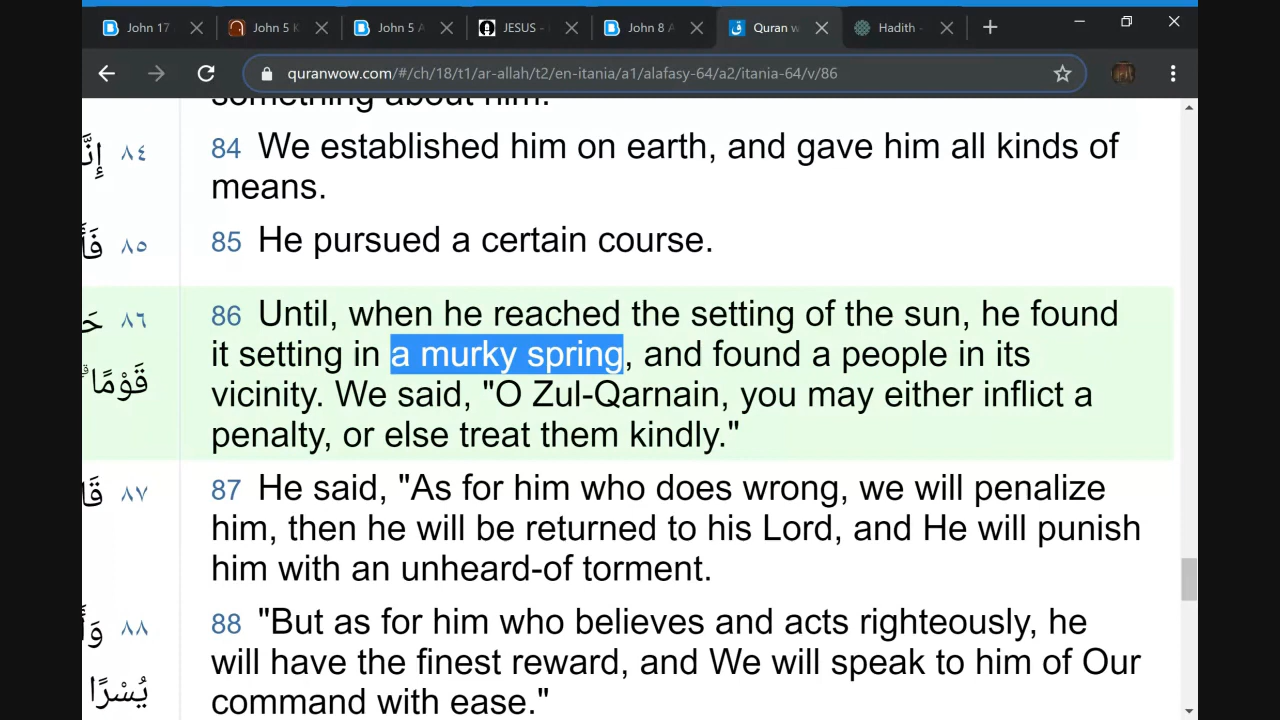 John 17
John 5 K
John 5 A
JESUS -
John 8 A
Quran w
Hadith -
quranwow.com/#/ch/18/t1/ar-allah/t2/en-itania/a1/alafasy-64/a2/itania-64/v/86
something about him.
84 We established him on earth, and gave him all kinds of
means.
٨٤
85 He pursued a certain course.
٨٥
86 Until, when he reached the setting of the sun, he found
it setting in a murky spring, and found a people in its
vicinity. We said, "O Zul-Qarnain, you may either inflict a
penalty, or else treat them kindly."
٨٦
قَوْمًا
87 He said, "As for him who does wrong, we will penalize
him, then he will be returned to his Lord, and He will punish
him with an unheard-of torment.
٨٧
88 "But as for him who believes and acts righteously, he
will have the finest reward, and We will speak to him of Our
command with ease."
٨٨
يُسْرًا